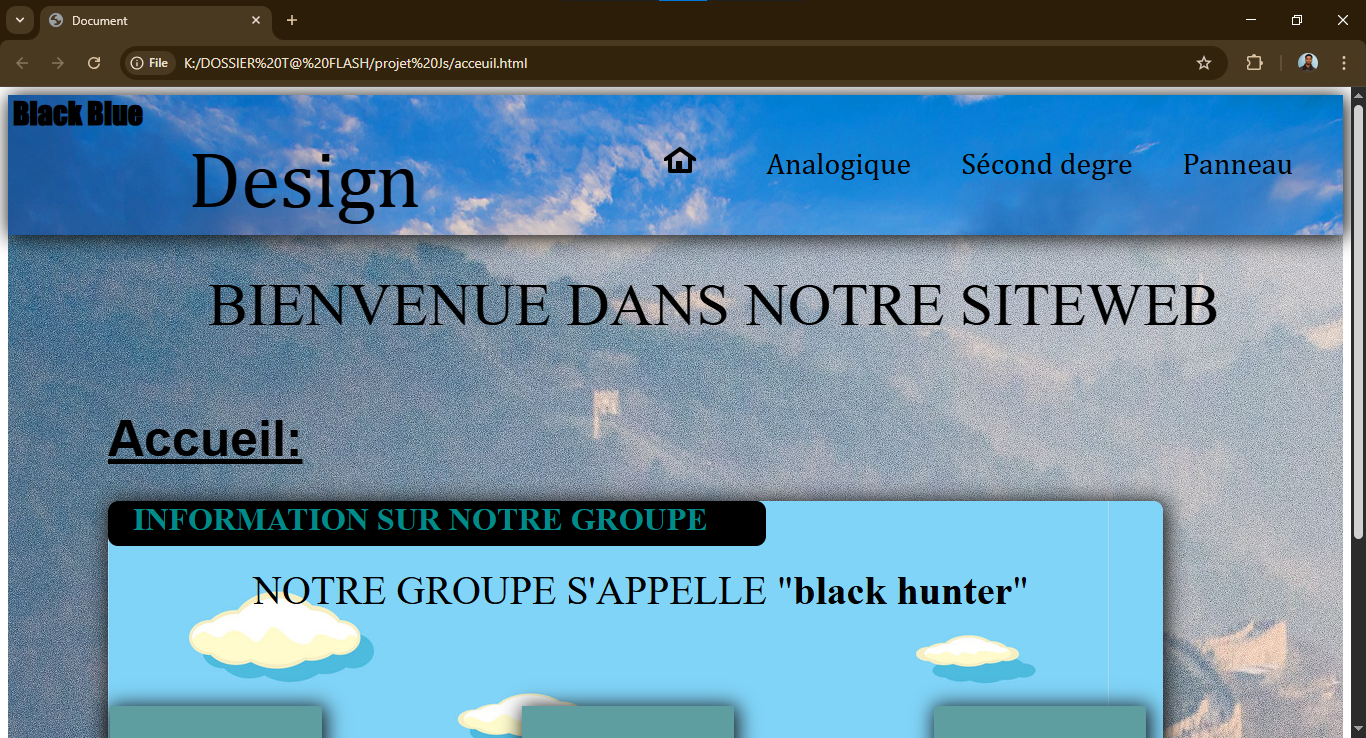 Document
File
K:/DOSSIER%20T@%20FLASH/projet%20Js/acceuil.html
Black Blue
Design
Analogique Sécond degre Panneau
BIENVENUE DANS NOTRE SITEWEB
Accueil:
INFORMATION SUR NOTRE GROUPE
NOTRE GROUPE S'APPELLE "black hunter"